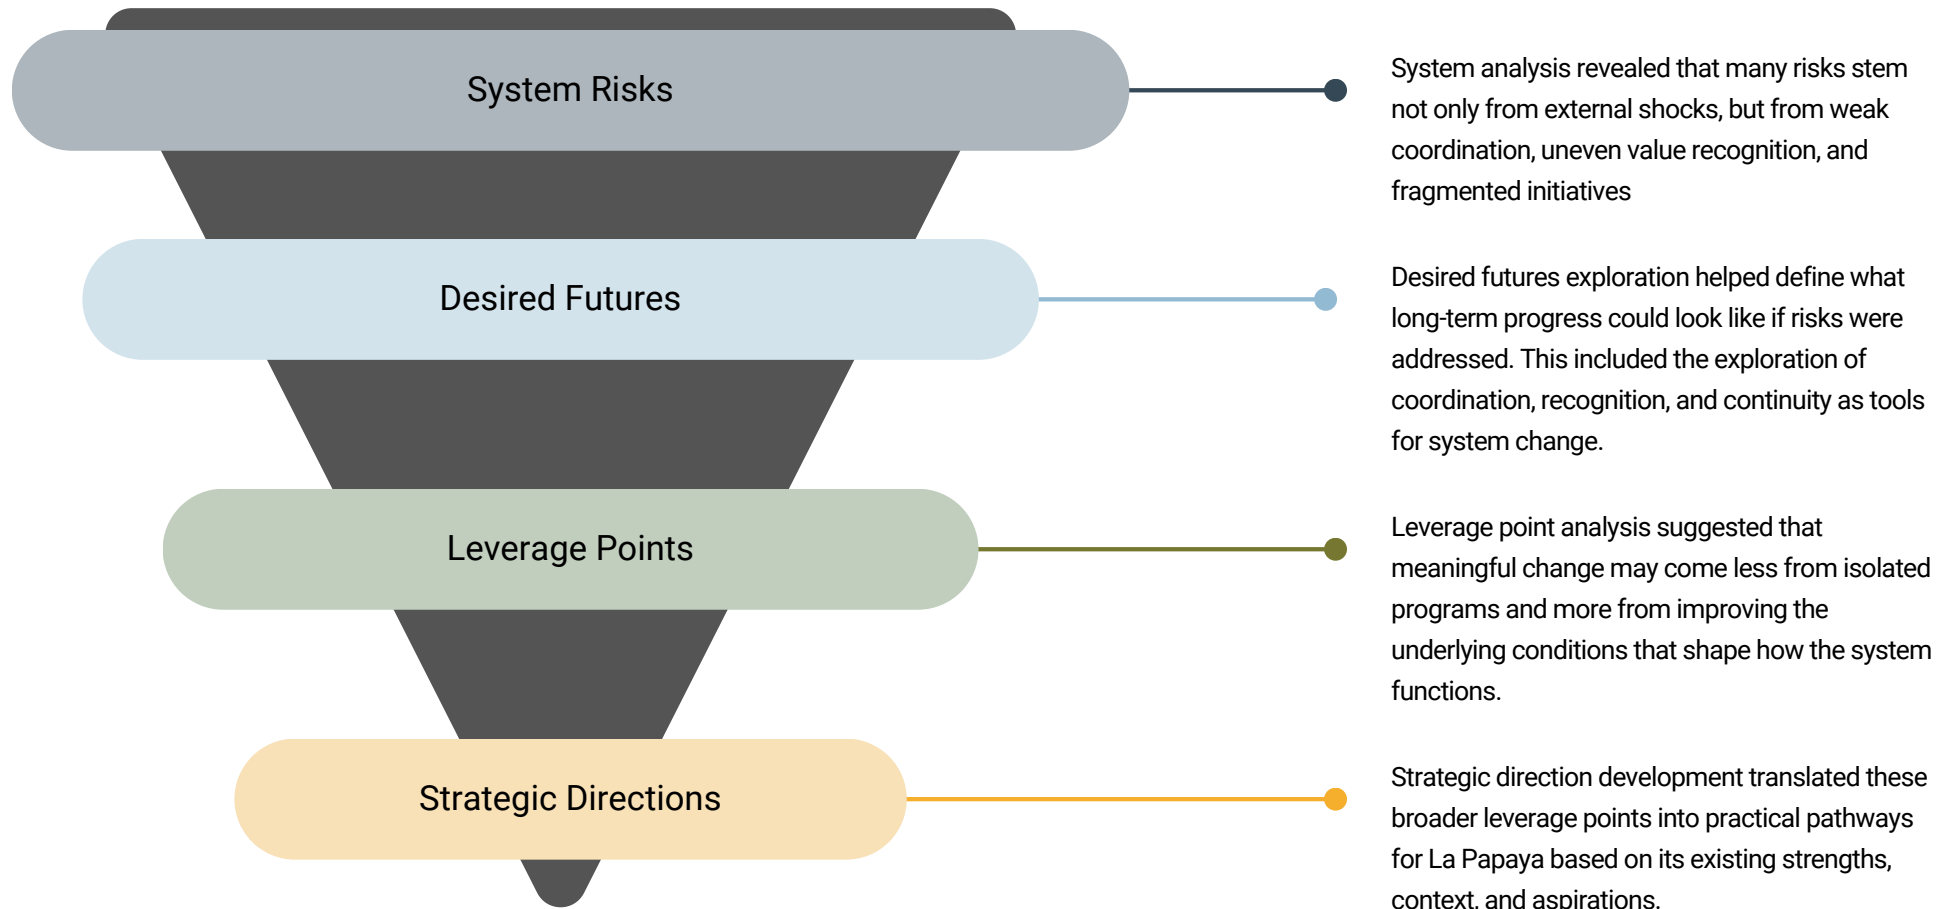 System Risks
System analysis revealed that many risks stem
not only from external shocks, but from weak
coordination, uneven value recognition, and
fragmented initiatives
Desired Futures
Desired futures exploration helped define what
long-term progress could look like if risks were
addressed. This included the exploration of
coordination, recognition, and continuity as tools
for system change.
Leverage Points
Leverage point analysis suggested that
meaningful change may come less from isolated
programs and more from improving the
underlying conditions that shape how the system
functions.
Strategic Directions
Strategic direction development translated these
broader leverage points into practical pathways
for La Papaya based on its existing strengths,
context, and aspirations.